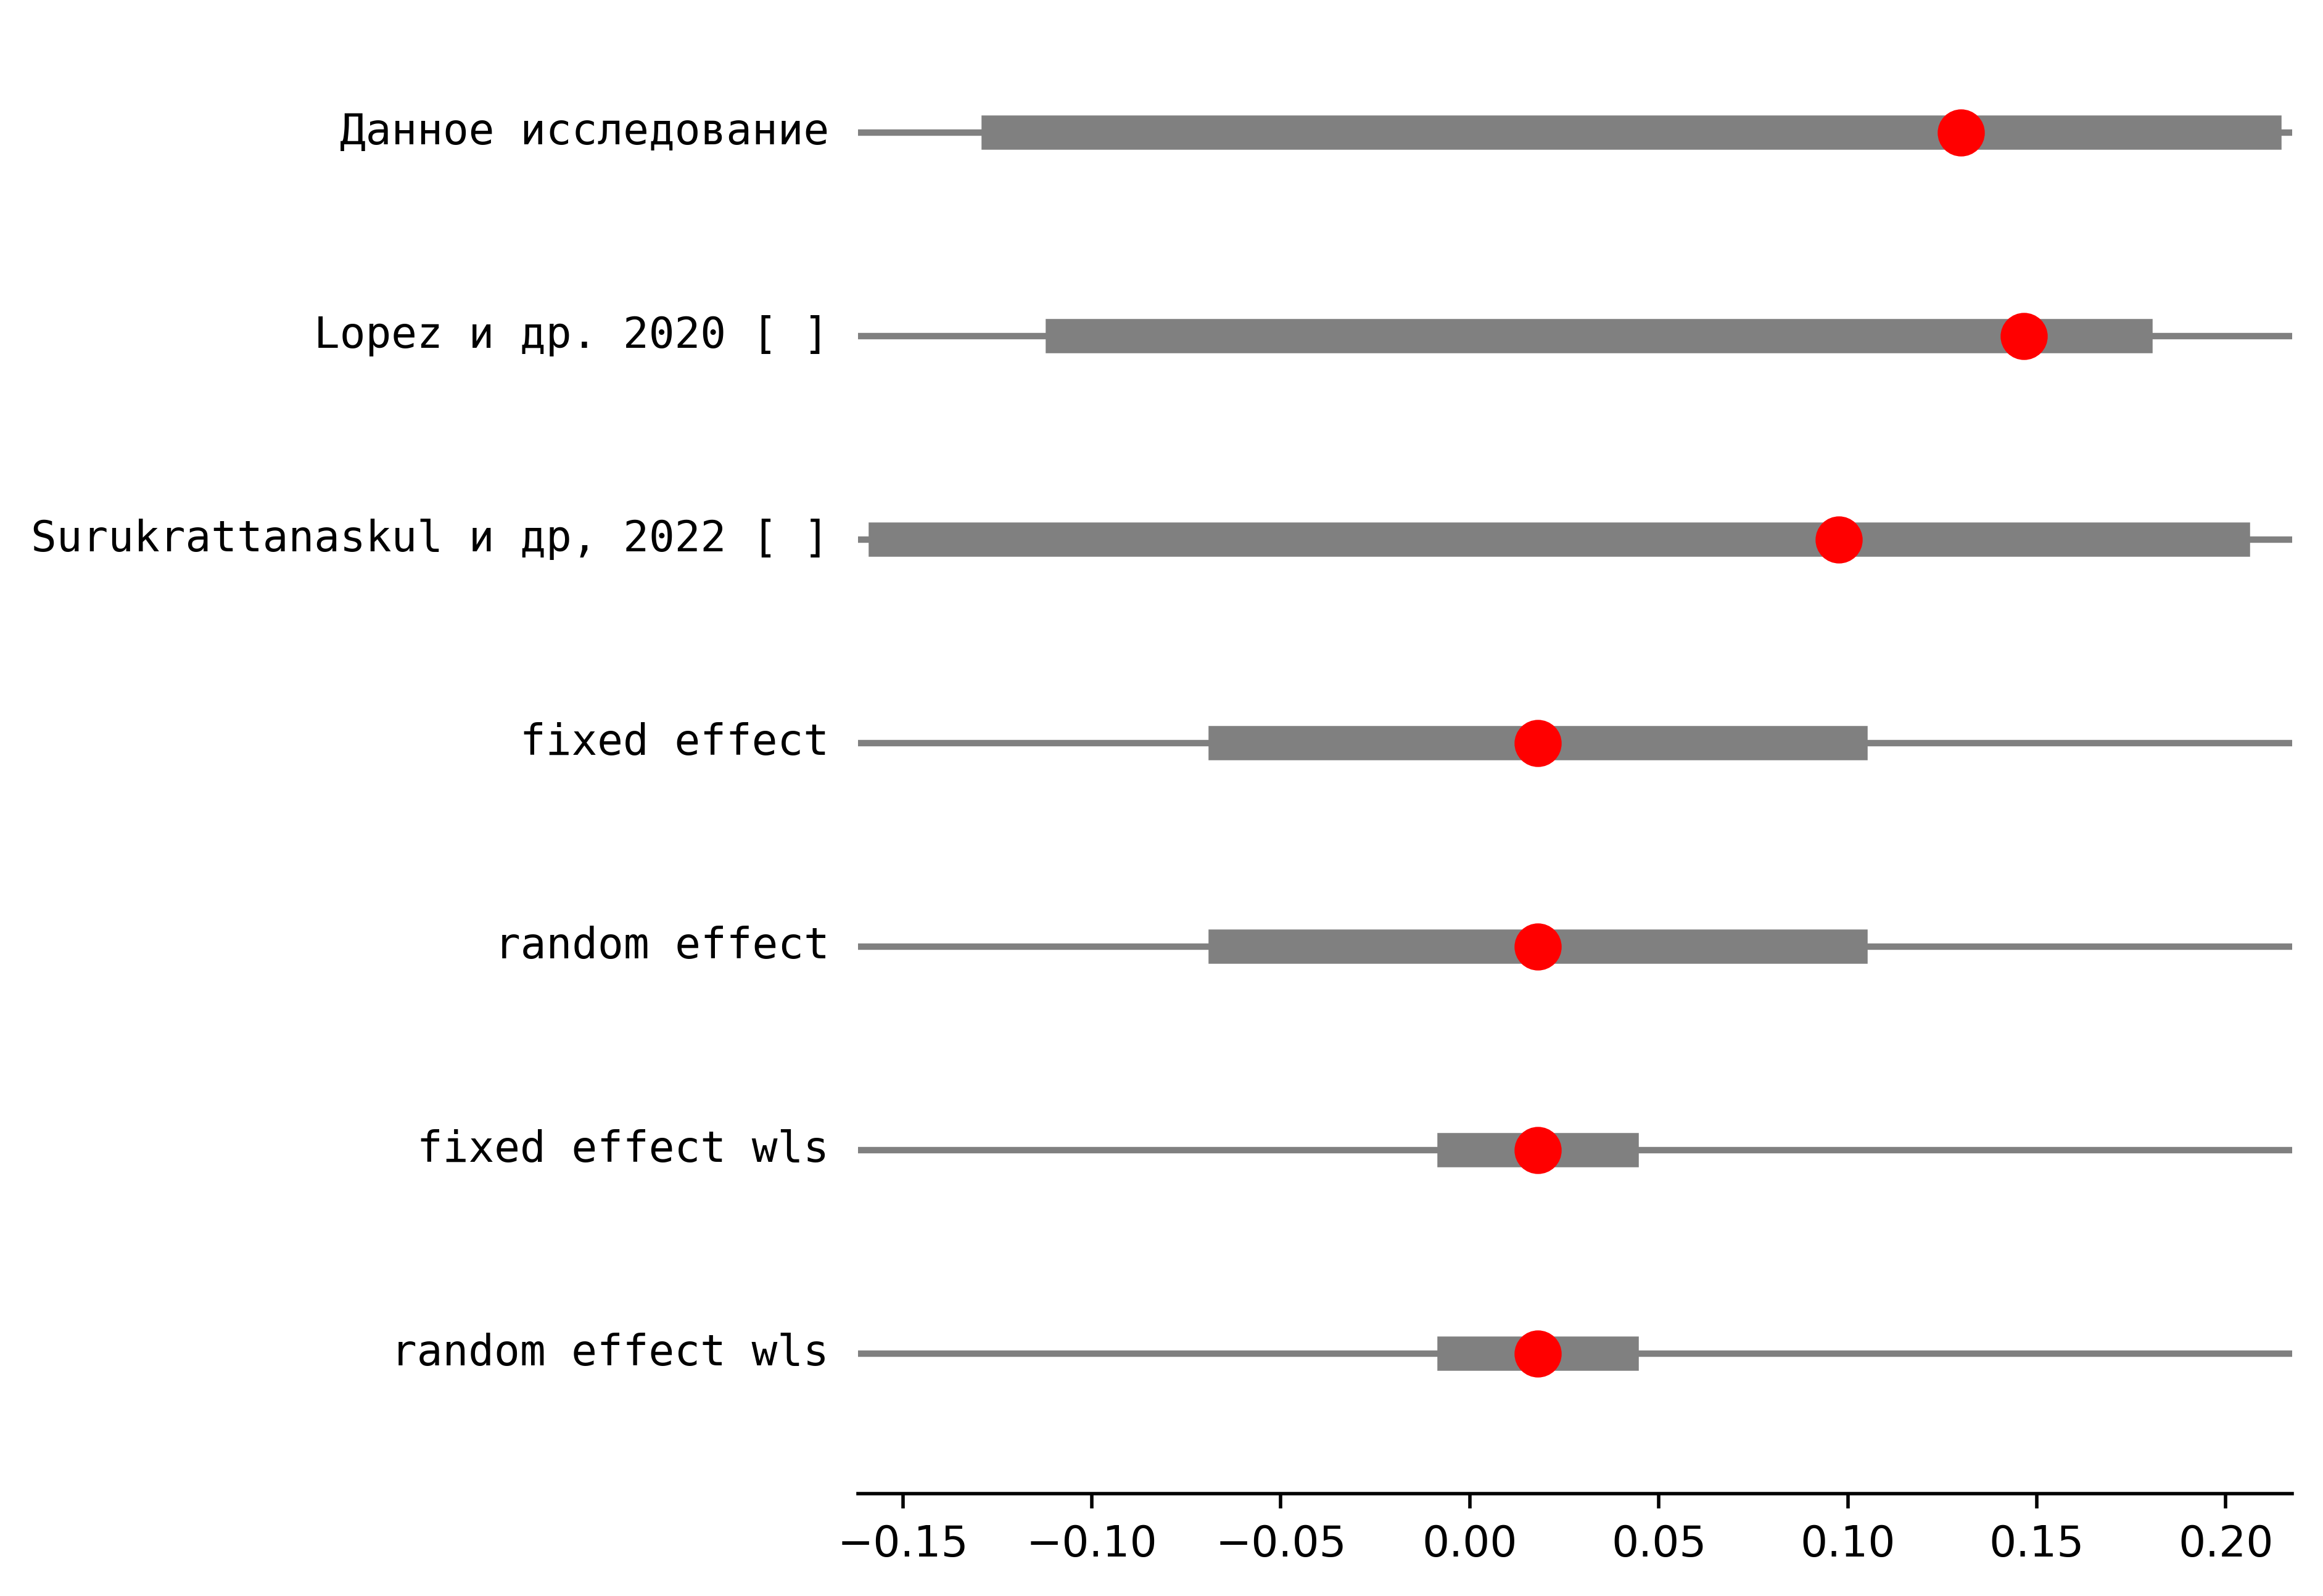 Данное исследование
Lopez и др. 2020 [ ]
Surukrattanaskul и др, 2022 [ ]
fixed effect
random effect
fixed effect wls
random effect wls
−0.15 −0.10 −0.05 0.00 0.05 0.10 0.15 0.20